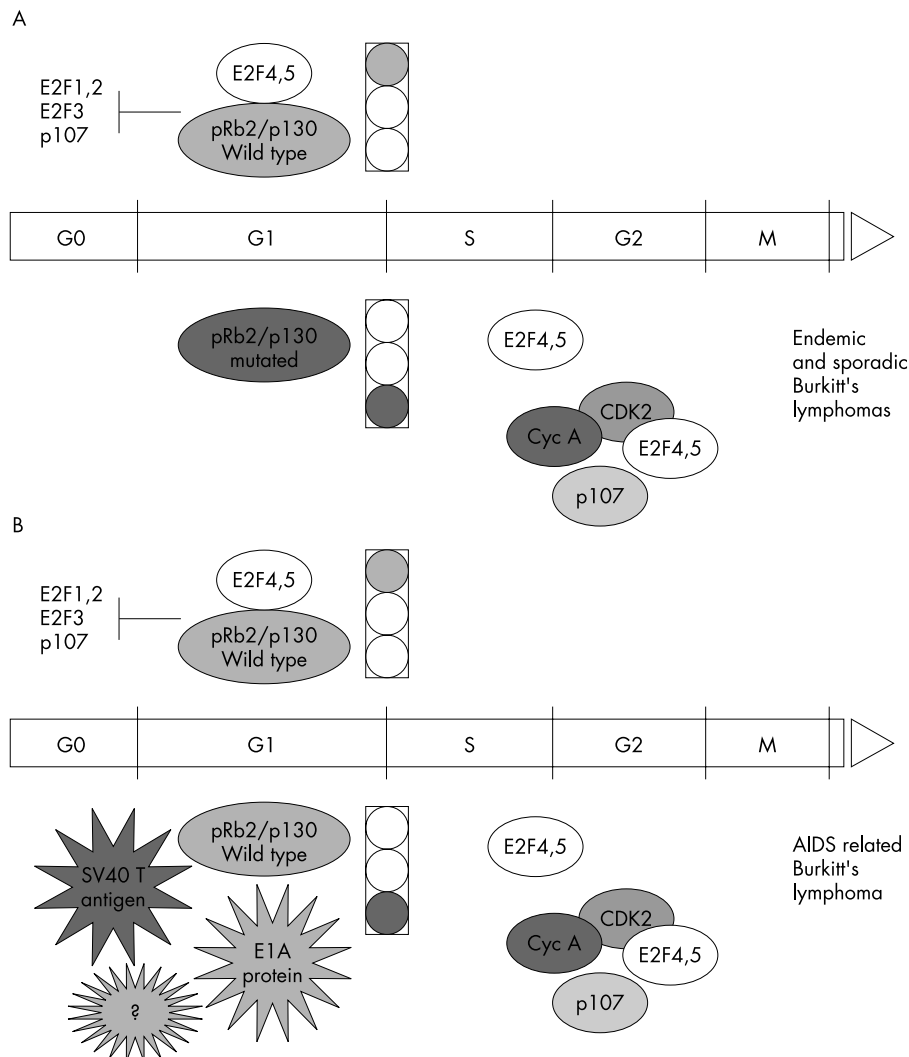 A
E2F4,5
E2F1,2
E2F3
p107
pRb2/p130
Wild type
G0 G1 S G2 M
pRb2/p130
mutated
E2F4,5
Endemic
and sporadic
Burkitt's
lymphomas
CDK2
Cyc A
E2F4,5
p107
B
E2F4,5
E2F1,2
E2F3
p107
pRb2/p130
Wild type
G0 G1 S G2 M
pRb2/p130
Wild type
E2F4,5
AIDS related
Burkitt's
lymphoma
SV40 T
antigen
CDK2
Cyc A
E2F4,5
E1A
protein
p107
?